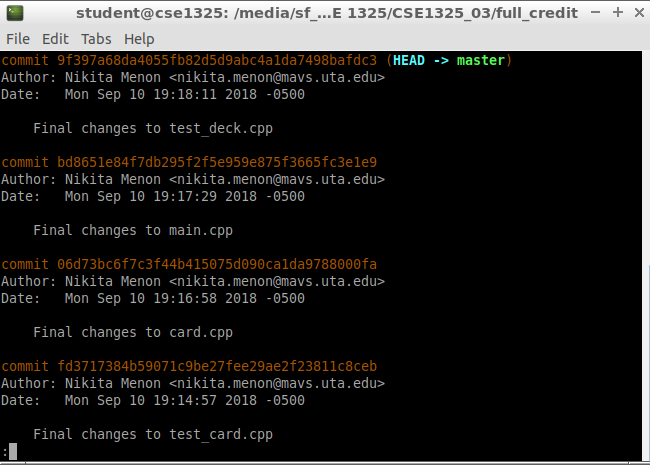 student@cse1325: /media/sf_...E 1325/CSE1325_03/full_credit
File Edit Tabs Help
commit 9f397a68da4055fb82d5d9abc4a1da7498bafdc3 (HEAD -> master)
Author: Nikita Menon <nikita.menon@mavs.uta.edu>
Date:   Mon Sep 10 19:18:11 2018 -0500
    Final changes to test_deck.cpp
commit bd8651e84f7db295f2f5e959e875f3665fc3e1e9
Author: Nikita Menon <nikita.menon@mavs.uta.edu>
Date:   Mon Sep 10 19:17:29 2018 -0500
    Final changes to main.cpp
commit 06d73bc6f7c3f44b415075d090ca1da9788000fa
Author: Nikita Menon <nikita.menon@mavs.uta.edu>
Date:   Mon Sep 10 19:16:58 2018 -0500
    Final changes to card.cpp
commit fd3717384b59071c9be27fee29ae2f23811c8ceb
Author: Nikita Menon <nikita.menon@mavs.uta.edu>
Date:   Mon Sep 10 19:14:57 2018 -0500
    Final changes to test_card.cpp
: